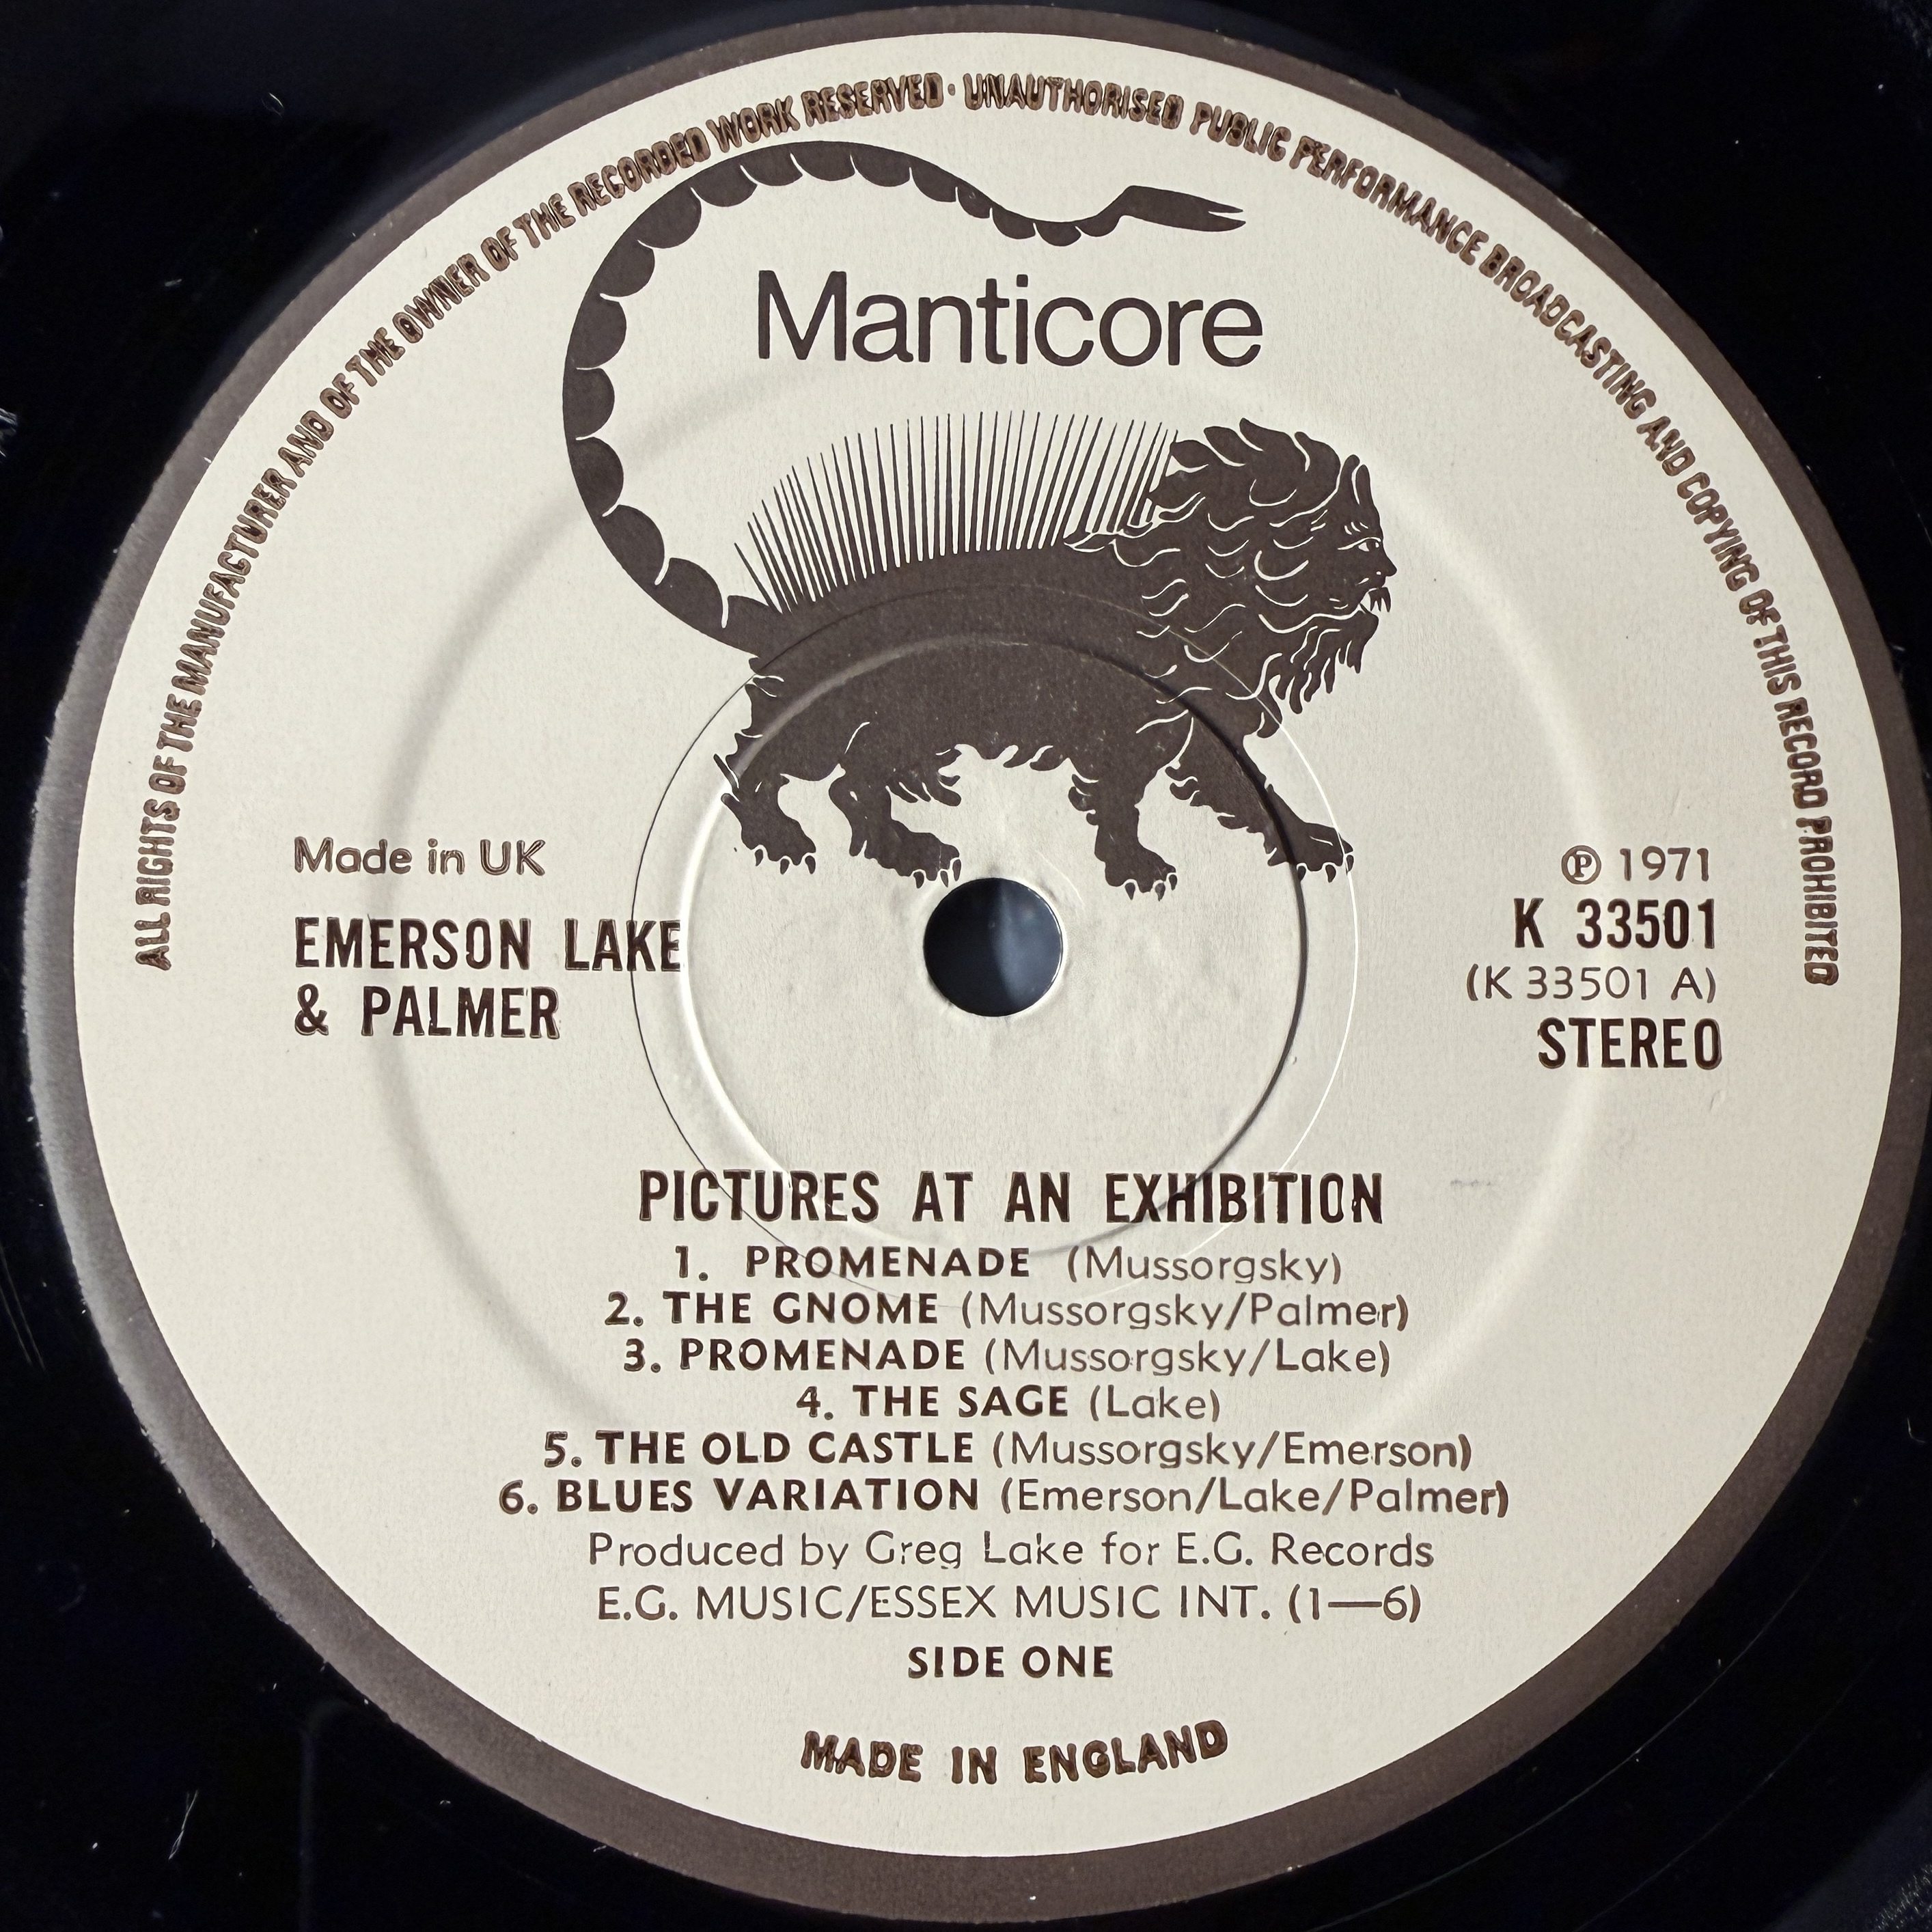 ALL RIGHTS OF THE MANUFACTURER AND OF THE OWNER OF THE RECORDED WORK RESERVED · UNAUTHORISED PUBLIC PERFORMANCE BROADCASTING AND COPYING OF THIS RECORD PROHIBITED
Manticore
Made in UK
EMERSON LAKE
& PALMER
℗ 1971
K 33501
(K 33501 A)
STEREO
PICTURES AT AN EXHIBITION
1. PROMENADE (Mussorgsky)
2. THE GNOME (Mussorgsky/Palmer)
3. PROMENADE (Mussorgsky/Lake)
4. THE SAGE (Lake)
5. THE OLD CASTLE (Mussorgsky/Emerson)
6. BLUES VARIATION (Emerson/Lake/Palmer)
Produced by Greg Lake for E.G. Records
E.G. MUSIC/ESSEX MUSIC INT. (1—6)
SIDE ONE
MADE IN ENGLAND